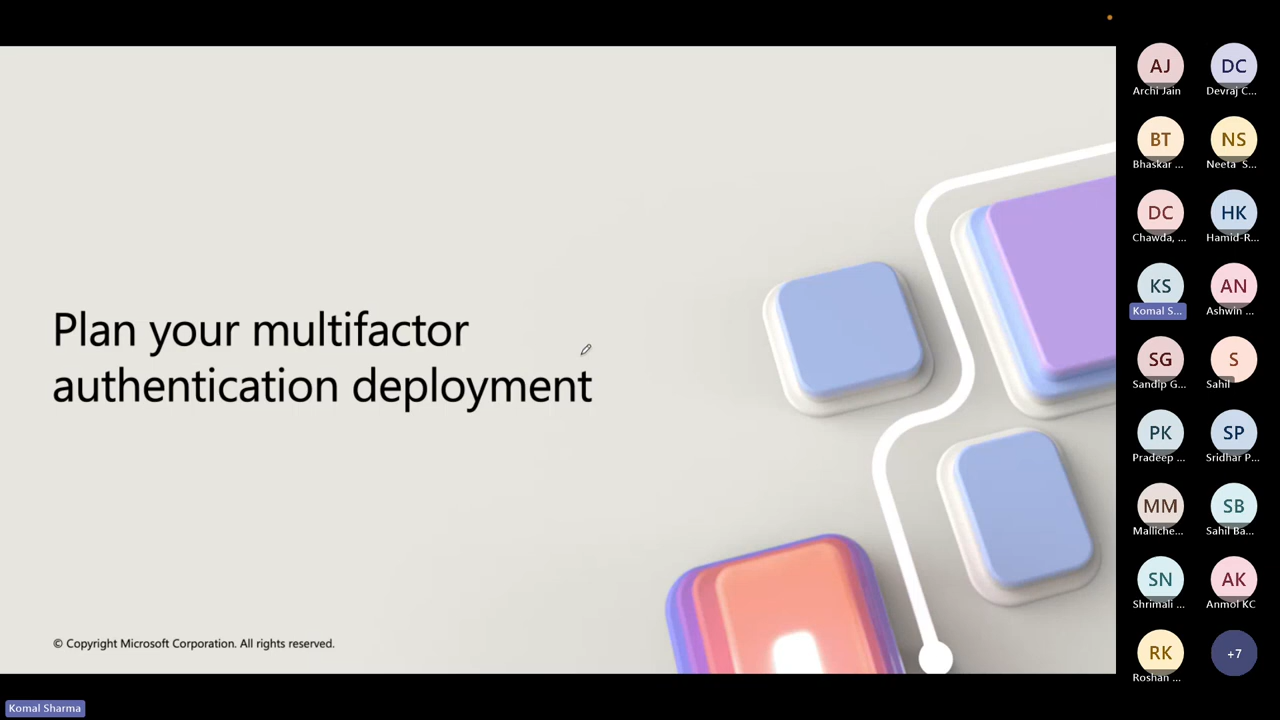 Plan your multifactor
authentication deployment
© Copyright Microsoft Corporation. All rights reserved.
Komal Sharma
AJ
Archi Jain
DC
Devraj C...
BT
Bhaskar ...
NS
Neeta S...
DC
Chawda, ...
HK
Hamid-R...
KS
Komal S...
AN
Ashwin ...
SG
Sandip G...
S
Sahil
PK
Pradeep ...
SP
Sridhar P...
MM
Malliche...
SB
Sahil Ba...
SN
Shrimali ...
AK
Anmol KC
RK
Roshan ...
+7